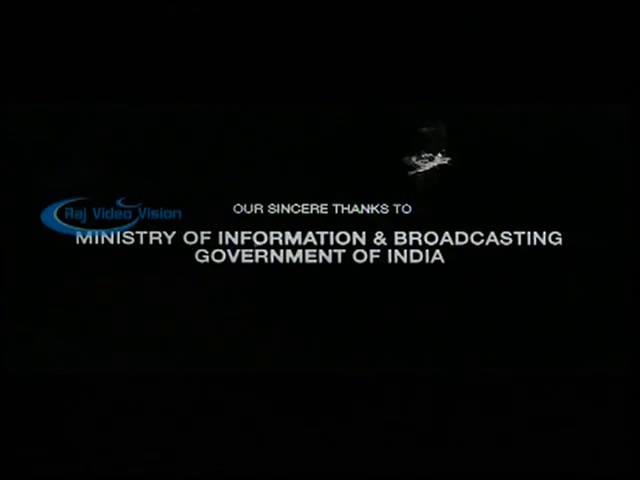 OUR SINCERE THANKS TO
Raj Video Vision
MINISTRY OF INFORMATION & BROADCASTING
GOVERNMENT OF INDIA